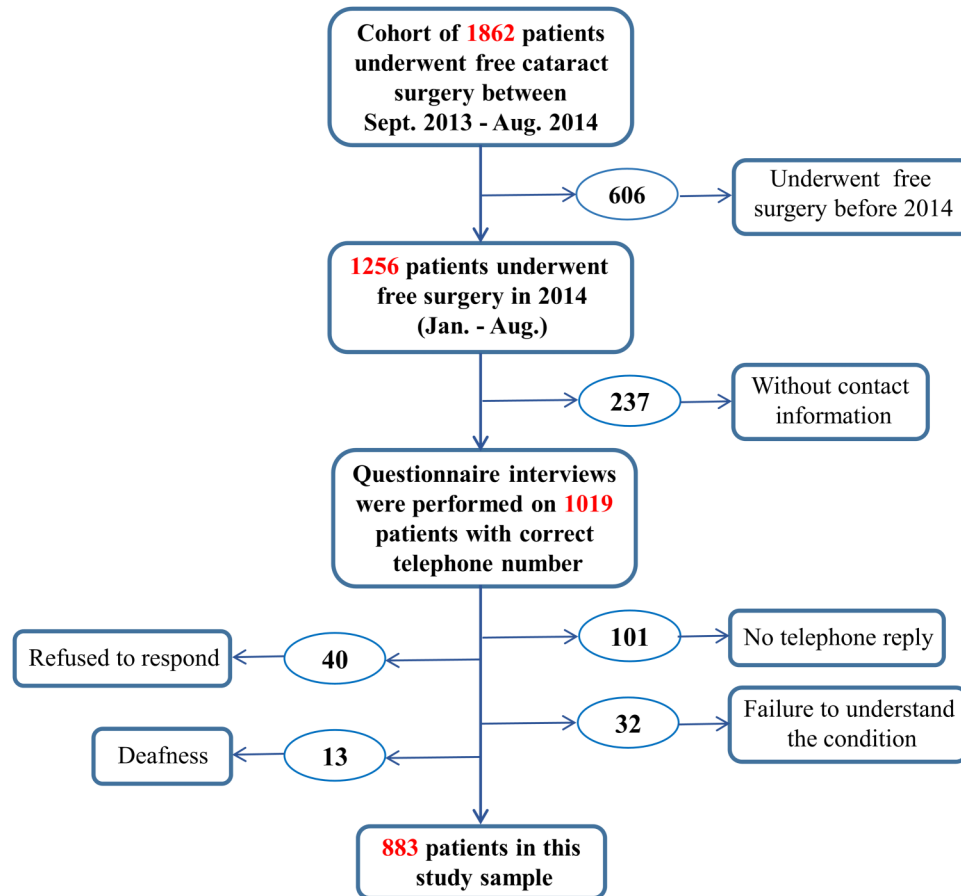 Cohort of 1862 patients
underwent free cataract
surgery between
Sept. 2013 - Aug. 2014
606
Underwent free
surgery before 2014
1256 patients underwent
free surgery in 2014
(Jan. - Aug.)
237
Without contact
information
Questionnaire interviews
were performed on 1019
patients with correct
telephone number
101
No telephone reply
Refused to respond
40
32
Failure to understand
the condition
Deafness
13
883 patients in this
study sample